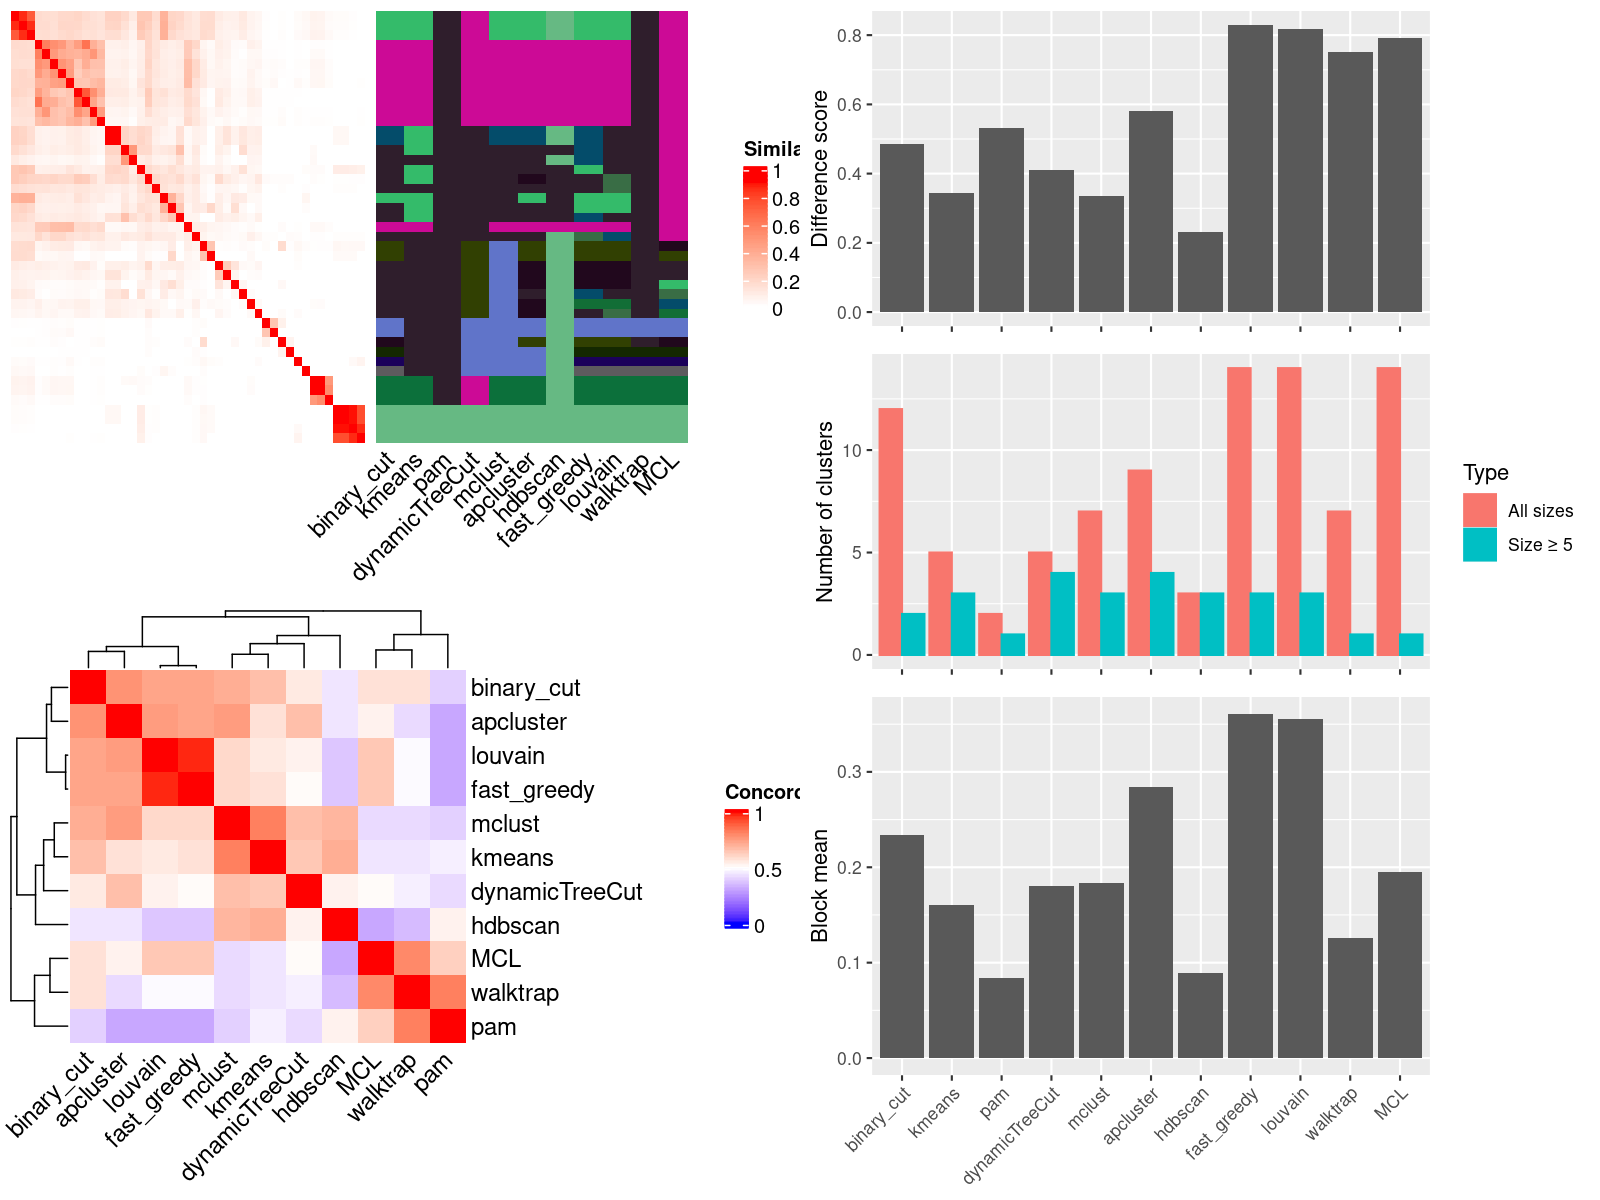 Simila
1
0.8
0.6
0.4
0.2
0
binary_cut
kmeans
pam
dynamicTreeCut
mclust
apcluster
hdbscan
fast_greedy
louvain
walktrap
MCL
binary_cut
apcluster
louvain
fast_greedy
mclust
kmeans
dynamicTreeCut
hdbscan
MCL
walktrap
pam
binary_cut
apcluster
louvain
fast_greedy
mclust
kmeans
dynamicTreeCut
hdbscan
MCL
walktrap
pam
Concord
1
0.5
0
Difference score
0.8
0.6
0.4
0.2
0.0
Number of clusters
10
5
0
Type
All sizes
Size ≥ 5
Block mean
0.3
0.2
0.1
0.0
binary_cut
kmeans
pam
dynamicTreeCut
mclust
apcluster
hdbscan
fast_greedy
louvain
walktrap
MCL